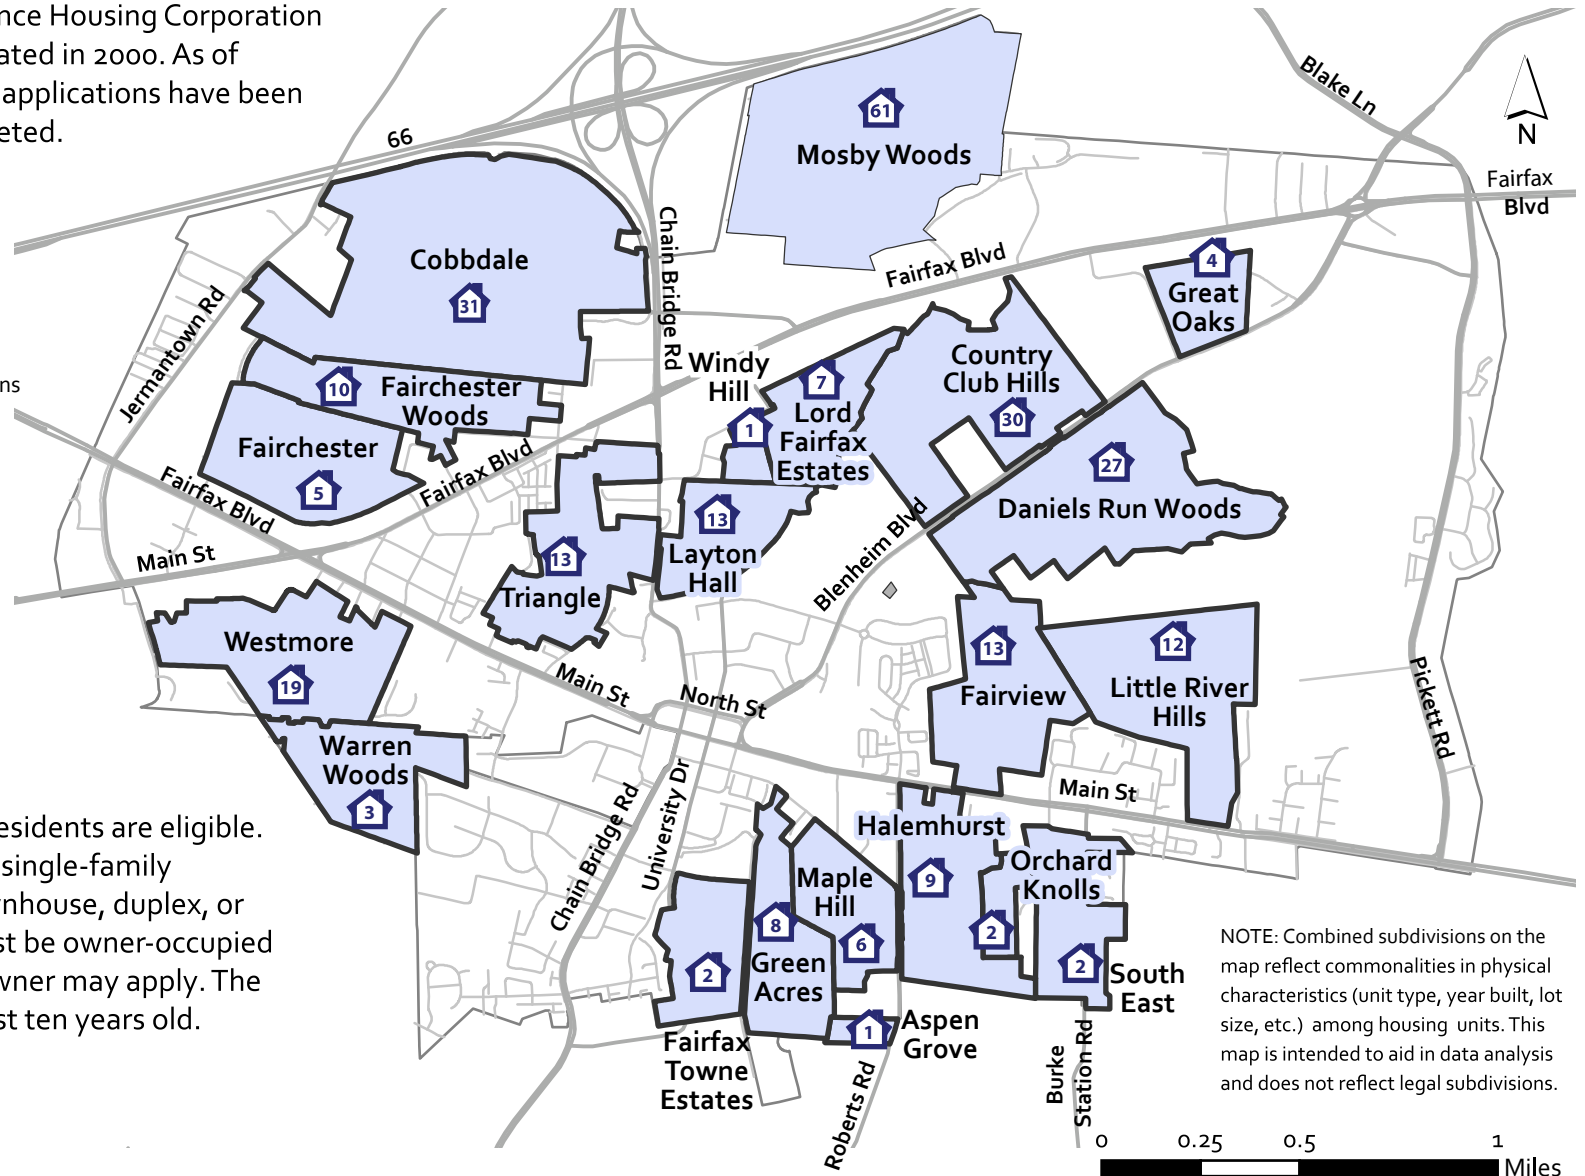 nce Housing Corporation
ated in 2000. As of
applications have been
eted.
66
61
Mosby Woods
Blake Ln
N
Fairfax
Blvd
Cobbdale
31
Chain Bridge Rd
Fairfax Blvd
4
Great
Oaks
Jermantown Rd
ns
10
Fairchester
Woods
Windy
Hill
1
7
Lord
Fairfax
Estates
Country
Club Hills
30
Fairchester
5
Fairfax Blvd
Fairfax Blvd
27
Daniels Run Woods
13
Layton
Hall
13
Triangle
Main St
Blenheim Blvd
Westmore
19
13
Fairview
12
Little River
Hills
Main St
North St
Pickett Rd
Warren
Woods
3
Main St
esidents are eligible.
single-family
nhouse, duplex, or
st be owner-occupied
wner may apply. The
st ten years old.
Chain Bridge Rd
University Dr
Halemhurst
9
Orchard
Knolls
2
Maple
Hill
6
8
Green
Acres
2
Fairfax
Towne
Estates
2
South
East
1
Aspen
Grove
Roberts Rd
Burke
Station Rd
NOTE: Combined subdivisions on the
map reflect commonalities in physical
characteristics (unit type, year built, lot
size, etc.) among housing units. This
map is intended to aid in data analysis
and does not reflect legal subdivisions.
0 0.25 0.5 1
Miles